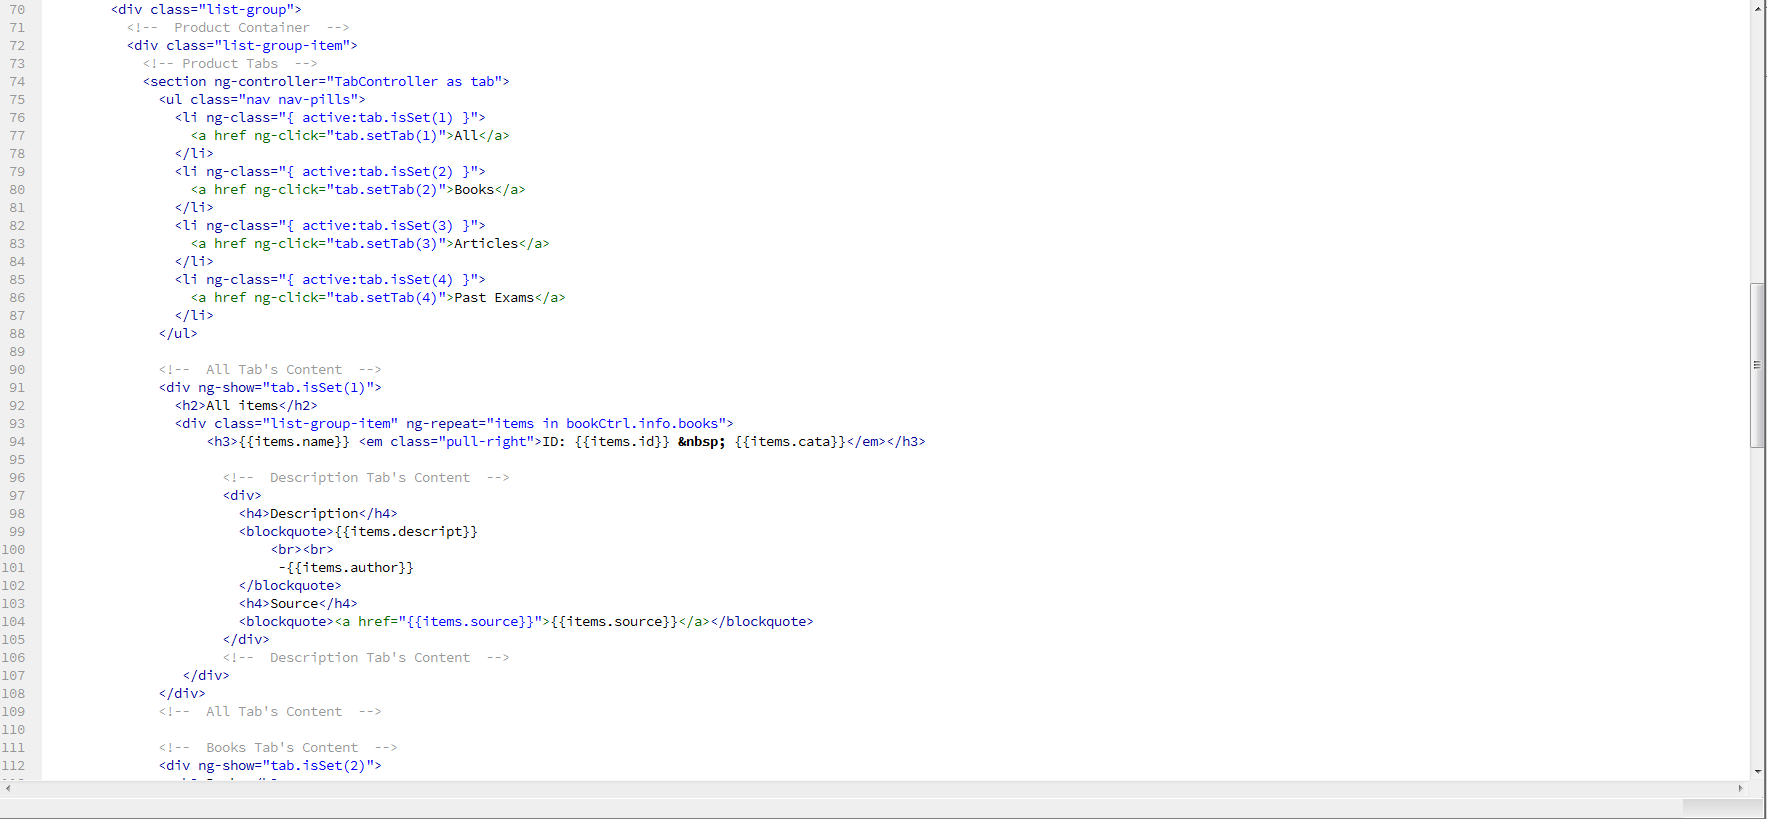 70 <div class="list-group">
71 <!--  Product Container  -->
72 <div class="list-group-item">
73 <!-- Product Tabs  -->
74 <section ng-controller="TabController as tab">
75 <ul class="nav nav-pills">
76 <li ng-class="{ active:tab.isSet(1) }">
77 <a href ng-click="tab.setTab(1)">All</a>
78 </li>
79 <li ng-class="{ active:tab.isSet(2) }">
80 <a href ng-click="tab.setTab(2)">Books</a>
81 </li>
82 <li ng-class="{ active:tab.isSet(3) }">
83 <a href ng-click="tab.setTab(3)">Articles</a>
84 </li>
85 <li ng-class="{ active:tab.isSet(4) }">
86 <a href ng-click="tab.setTab(4)">Past Exams</a>
87 </li>
88 </ul>
89
90 <!--  All Tab's Content  -->
91 <div ng-show="tab.isSet(1)">
92 <h2>All items</h2>
93 <div class="list-group-item" ng-repeat="items in bookCtrl.info.books">
94 <h3>{{items.name}} <em class="pull-right">ID: {{items.id}} &nbsp; {{items.cata}}</em></h3>
95
96 <!--  Description Tab's Content  -->
97 <div>
98 <h4>Description</h4>
99 <blockquote>{{items.descript}}
100 <br><br>
101 -{{items.author}}
102 </blockquote>
103 <h4>Source</h4>
104 <blockquote><a href="{{items.source}}">{{items.source}}</a></blockquote>
105 </div>
106 <!--  Description Tab's Content  -->
107 </div>
108 </div>
109 <!--  All Tab's Content  -->
110
111 <!--  Books Tab's Content  -->
112 <div ng-show="tab.isSet(2)">